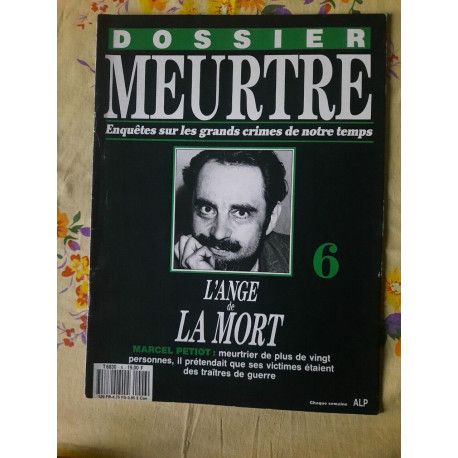 DOSSIER
MEURTRE
Enquêtes sur les grands crimes de notre temps
6
L'ANGE
de
LA MORT
MARCEL PETIOT : meurtrier de plus de vingt
personnes, il prétendait que ses victimes étaient
des traîtres de guerre
Chaque semaine ALP